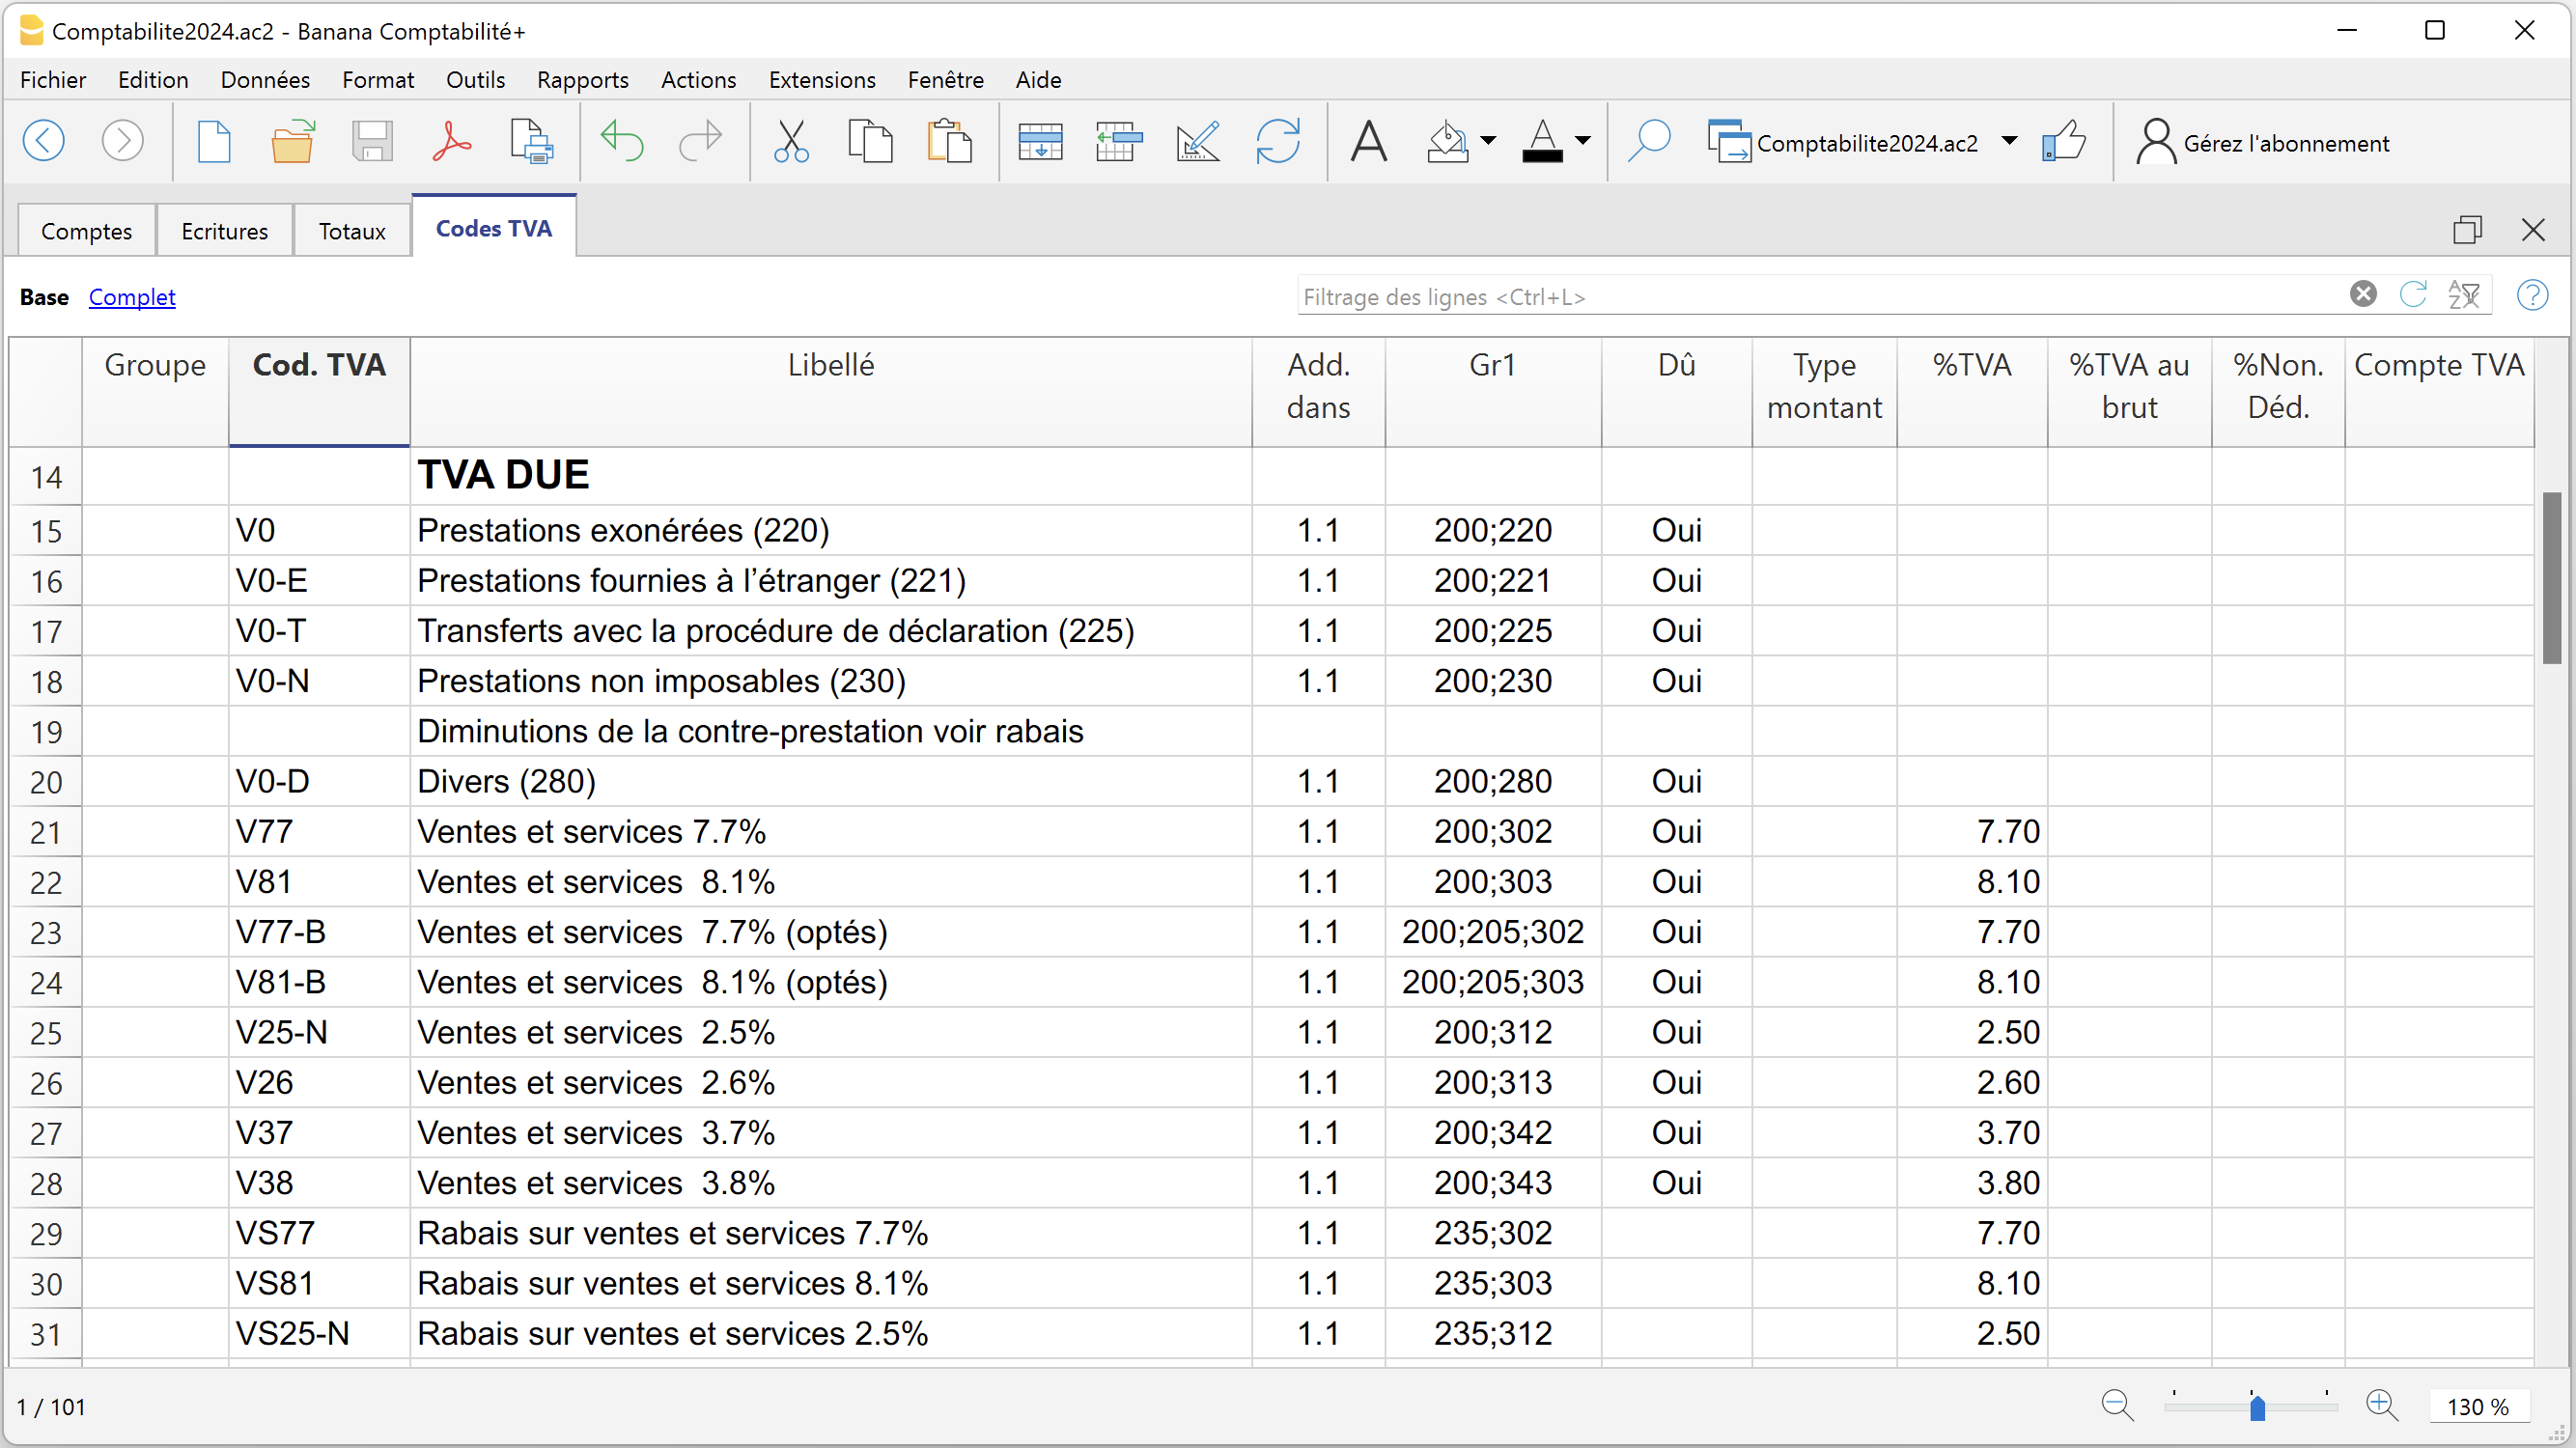 Comptabilite2024.ac2 - Banana Comptabilité+
Fichier Edition Données Format Outils Rapports Actions Extensions Fenêtre Aide
Comptabilite2024.ac2 Gérez l'abonnement
Comptes Ecritures Totaux Codes TVA
Base Complet Filtrage des lignes <Ctrl+L>
Groupe Cod. TVA Libellé Add. dans Gr1 Dû Type montant %TVA %TVA au brut %Non. Déd. Compte TVA
14 TVA DUE
15 V0 Prestations exonérées (220) 1.1 200;220 Oui
16 V0-E Prestations fournies à l’étranger (221) 1.1 200;221 Oui
17 V0-T Transferts avec la procédure de déclaration (225) 1.1 200;225 Oui
18 V0-N Prestations non imposables (230) 1.1 200;230 Oui
19 Diminutions de la contre-prestation voir rabais
20 V0-D Divers (280) 1.1 200;280 Oui
21 V77 Ventes et services 7.7% 1.1 200;302 Oui 7.70
22 V81 Ventes et services 8.1% 1.1 200;303 Oui 8.10
23 V77-B Ventes et services 7.7% (optés) 1.1 200;205;302 Oui 7.70
24 V81-B Ventes et services 8.1% (optés) 1.1 200;205;303 Oui 8.10
25 V25-N Ventes et services 2.5% 1.1 200;312 Oui 2.50
26 V26 Ventes et services 2.6% 1.1 200;313 Oui 2.60
27 V37 Ventes et services 3.7% 1.1 200;342 Oui 3.70
28 V38 Ventes et services 3.8% 1.1 200;343 Oui 3.80
29 VS77 Rabais sur ventes et services 7.7% 1.1 235;302 7.70
30 VS81 Rabais sur ventes et services 8.1% 1.1 235;303 8.10
31 VS25-N Rabais sur ventes et services 2.5% 1.1 235;312 2.50
1 / 101 130 %